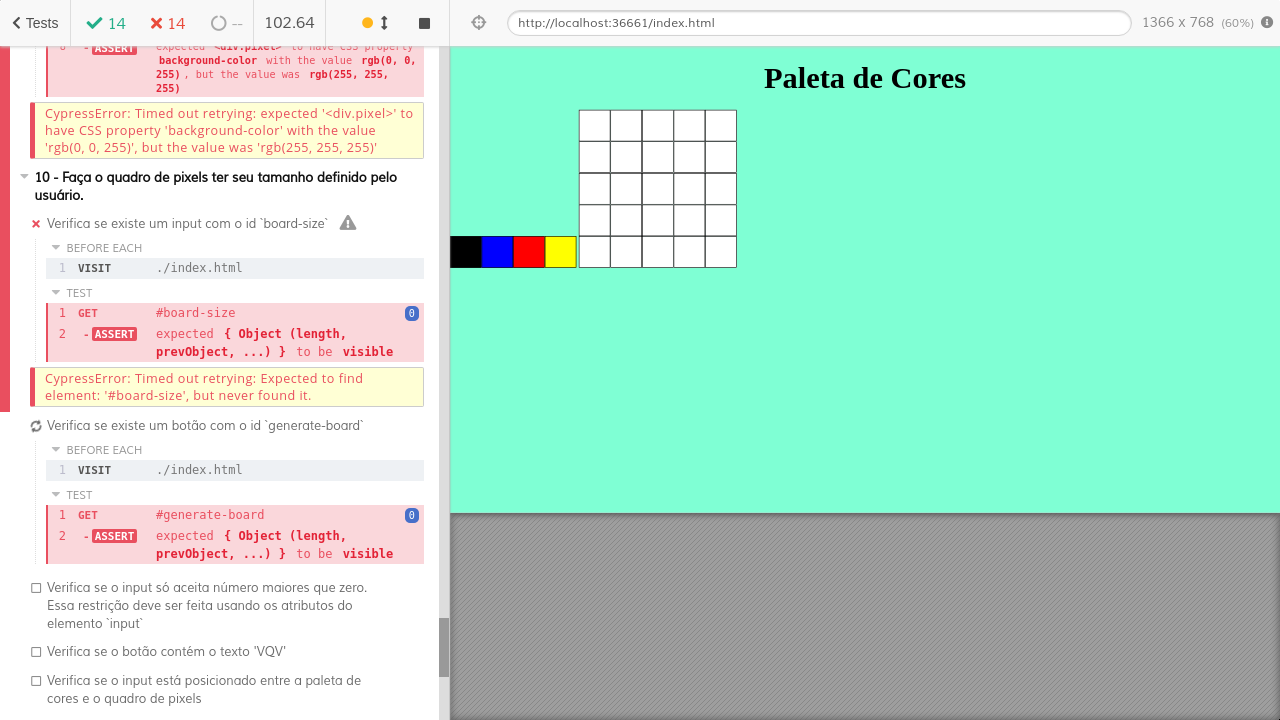 Tests
14
14
--
102.64
http://localhost:36661/index.html
1366 x 768 (60%)
6 - ASSERT expected <div.pixel> to have CSS property
background-color with the value rgb(0, 0,
255) , but the value was rgb(255, 255,
255)
CypressError: Timed out retrying: expected '<div.pixel>' to
have CSS property 'background-color' with the value
'rgb(0, 0, 255)', but the value was 'rgb(255, 255, 255)'
10 - Faça o quadro de pixels ter seu tamanho definido pelo
usuário.
Verifica se existe um input com o id `board-size`
BEFORE EACH
1 VISIT ./index.html
TEST
1 GET #board-size 0
2 - ASSERT expected { Object (length,
prevObject, ...) } to be visible
CypressError: Timed out retrying: Expected to find
element: '#board-size', but never found it.
Verifica se existe um botão com o id `generate-board`
BEFORE EACH
1 VISIT ./index.html
TEST
1 GET #generate-board 0
2 - ASSERT expected { Object (length,
prevObject, ...) } to be visible
Verifica se o input só aceita número maiores que zero.
Essa restrição deve ser feita usando os atributos do
elemento `input`
Verifica se o botão contém o texto 'VQV'
Verifica se o input está posicionado entre a paleta de
cores e o quadro de pixels
Paleta de Cores